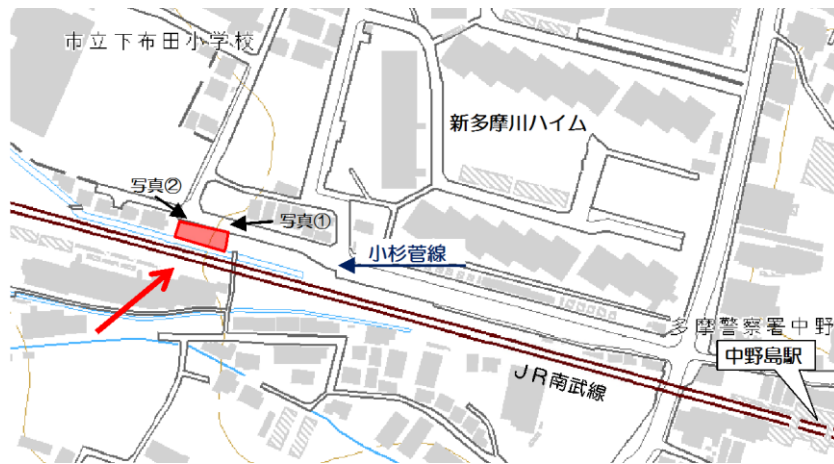 市立下布田小学校
新多摩川ハイム
写真②
写真①
小杉菅線
多摩警察署中野
中野島駅
JR南武線